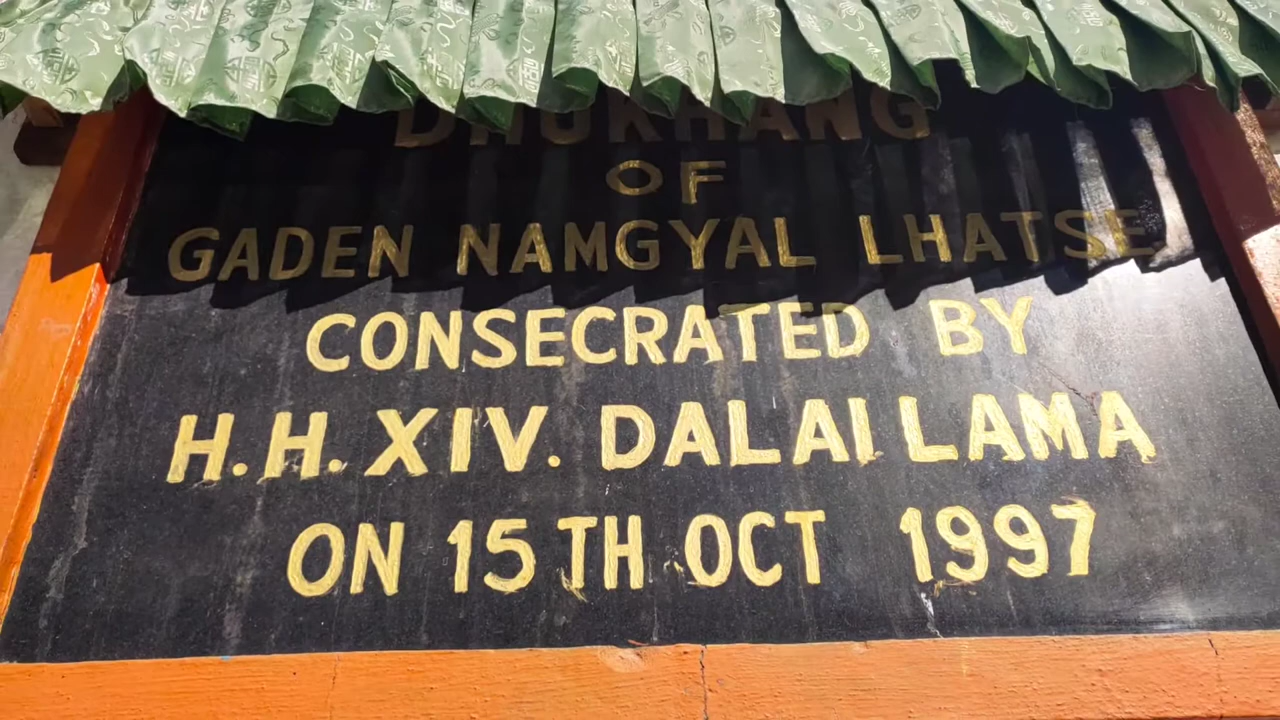 DHUKHANG
OF
GADEN NAMGYAL LHATSE
CONSECRATED BY
H.H. XIV. DALAI LAMA
ON 15TH OCT 1997